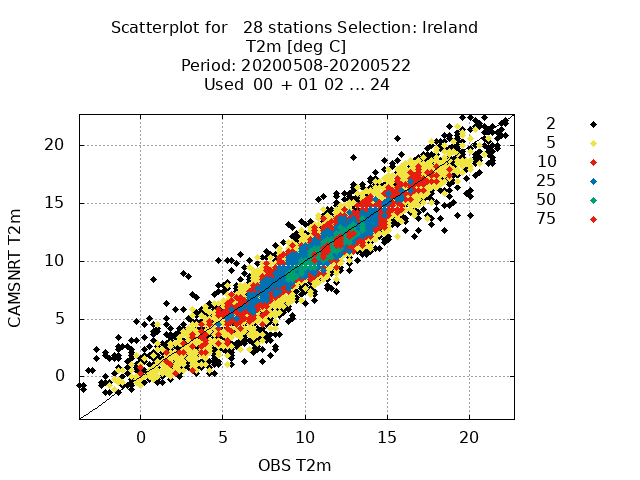 Scatterplot for   28 stations Selection: Ireland
T2m [deg C]
Period: 20200508-20200522
Used  00 + 01 02 ... 24
2
5
10
25
50
75
20
15
10
5
0
CAMSNRT T2m
0 5 10 15 20
OBS T2m